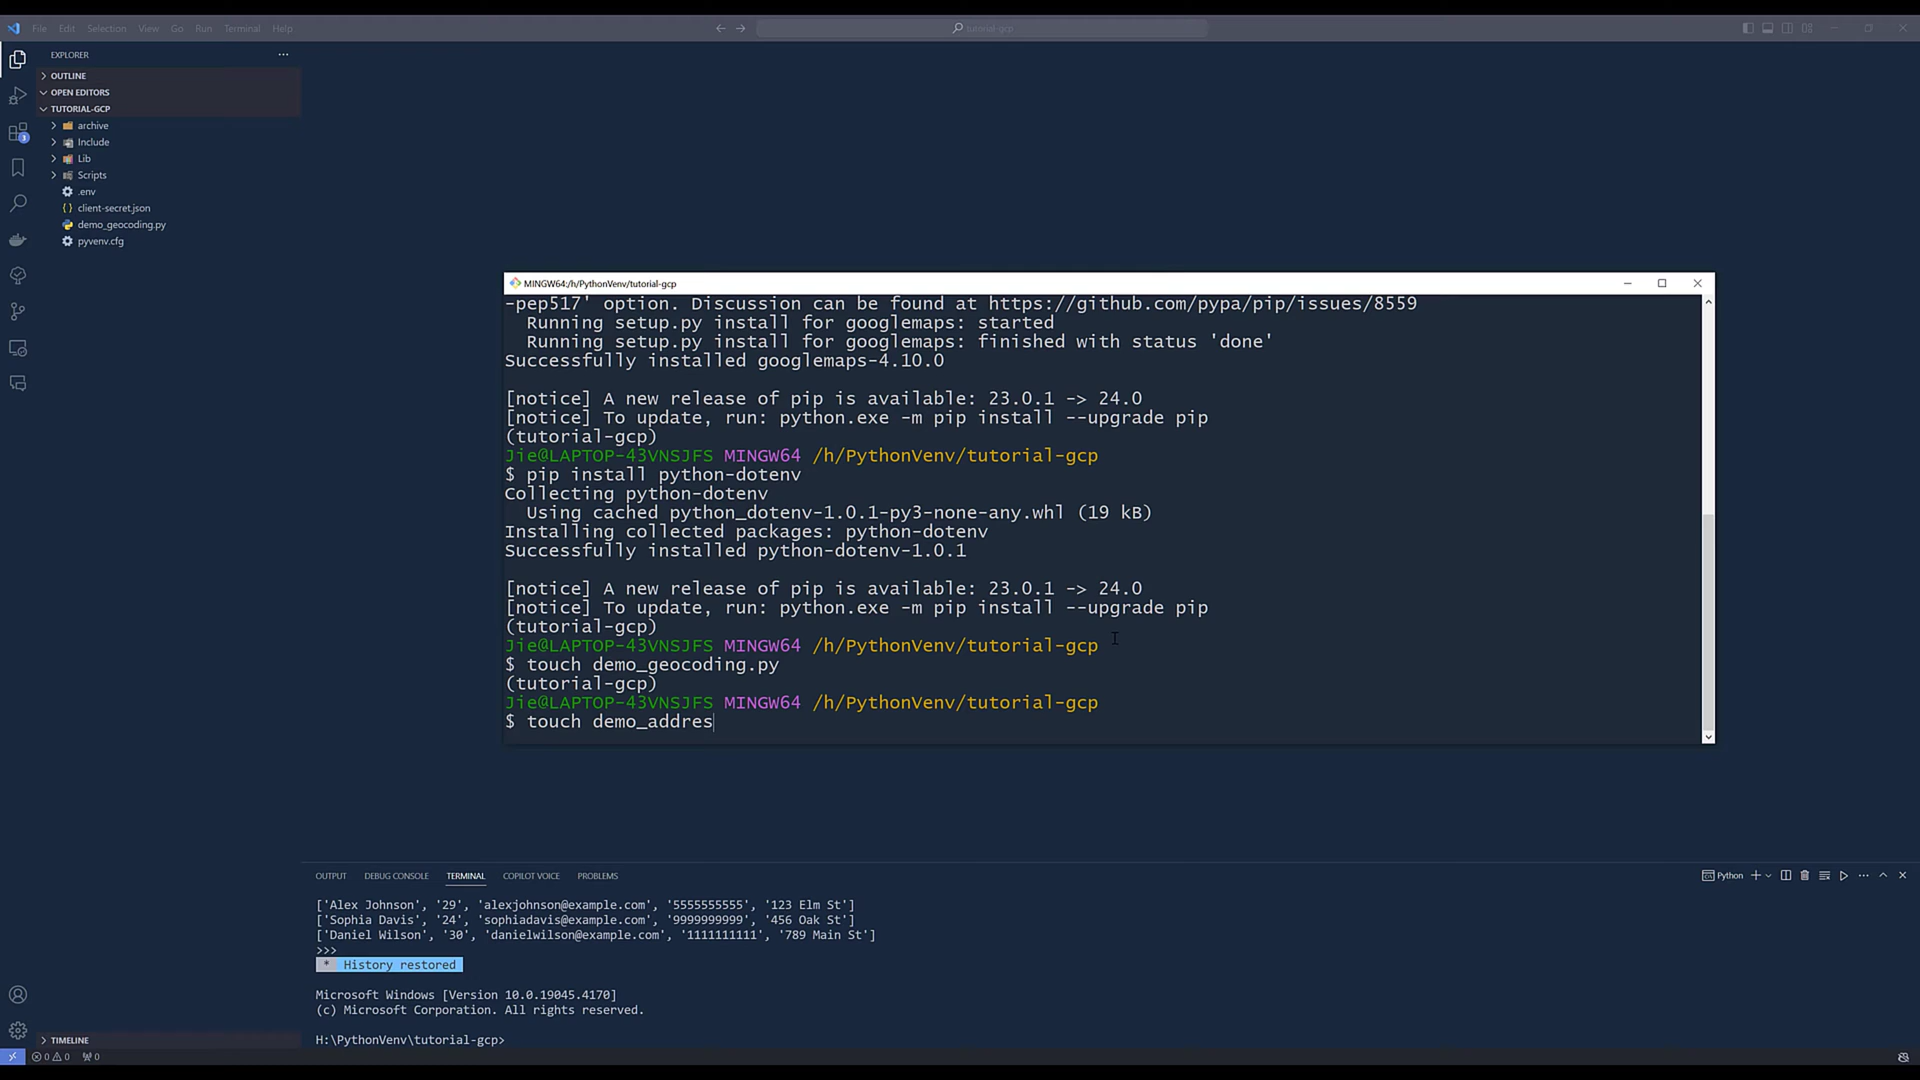 File Edit Selection View Go Run Terminal Help
tutorial-gcp
EXPLORER
OUTLINE
OPEN EDITORS
TUTORIAL-GCP
archive
Include
Lib
Scripts
.env
client-secret.json
demo_geocoding.py
pyvenv.cfg
3
MINGW64:/h/PythonVenv/tutorial-gcp
-pep517' option. Discussion can be found at https://github.com/pypa/pip/issues/8559
Running setup.py install for googlemaps: started
Running setup.py install for googlemaps: finished with status 'done'
Successfully installed googlemaps-4.10.0
[notice] A new release of pip is available: 23.0.1 -> 24.0
[notice] To update, run: python.exe -m pip install --upgrade pip
(tutorial-gcp)
Jie@LAPTOP-43VNSJFS MINGW64 /h/PythonVenv/tutorial-gcp
$ pip install python-dotenv
Collecting python-dotenv
Using cached python_dotenv-1.0.1-py3-none-any.whl (19 kB)
Installing collected packages: python-dotenv
Successfully installed python-dotenv-1.0.1
[notice] A new release of pip is available: 23.0.1 -> 24.0
[notice] To update, run: python.exe -m pip install --upgrade pip
(tutorial-gcp)
Jie@LAPTOP-43VNSJFS MINGW64 /h/PythonVenv/tutorial-gcp
$ touch demo_geocoding.py
(tutorial-gcp)
Jie@LAPTOP-43VNSJFS MINGW64 /h/PythonVenv/tutorial-gcp
$ touch demo_addres
OUTPUT DEBUG CONSOLE TERMINAL COPILOT VOICE PROBLEMS
Python
['Alex Johnson', '29', 'alexjohnson@example.com', '5555555555', '123 Elm St']
['Sophia Davis', '24', 'sophiadavis@example.com', '9999999999', '456 Oak St']
['Daniel Wilson', '30', 'danielwilson@example.com', '1111111111', '789 Main St']
>>>
* History restored
Microsoft Windows [Version 10.0.19045.4170]
(c) Microsoft Corporation. All rights reserved.
H:\PythonVenv\tutorial-gcp>
TIMELINE
0 0 0